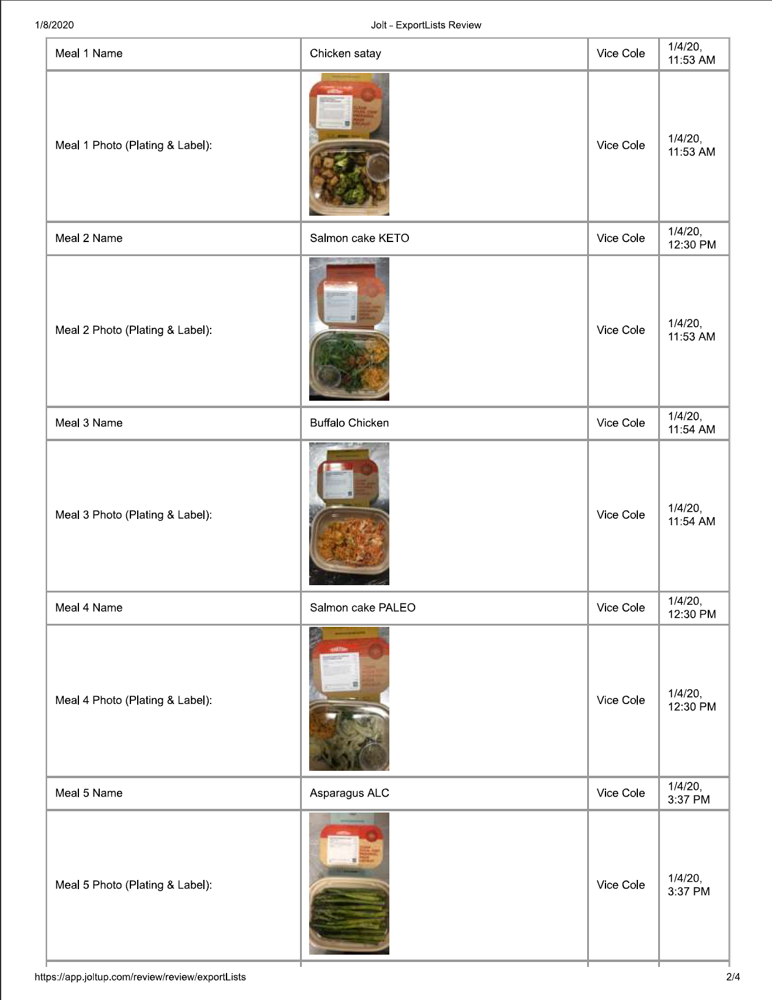 1/8/2020
Jolt - ExportLists Review
Meal 1 Name
Chicken satay
Vice Cole
1/4/20,
11:53 AM
Meal 1 Photo (Plating & Label):
Vice Cole
1/4/20,
11:53 AM
Meal 2 Name
Salmon cake KETO
Vice Cole
1/4/20,
12:30 PM
Meal 2 Photo (Plating & Label):
Vice Cole
1/4/20,
11:53 AM
Meal 3 Name
Buffalo Chicken
Vice Cole
1/4/20,
11:54 AM
Meal 3 Photo (Plating & Label):
Vice Cole
1/4/20,
11:54 AM
Meal 4 Name
Salmon cake PALEO
Vice Cole
1/4/20,
12:30 PM
Meal 4 Photo (Plating & Label):
Vice Cole
1/4/20,
12:30 PM
Meal 5 Name
Asparagus ALC
Vice Cole
1/4/20,
3:37 PM
Meal 5 Photo (Plating & Label):
Vice Cole
1/4/20,
3:37 PM
https://app.joltup.com/review/review/exportLists
2/4